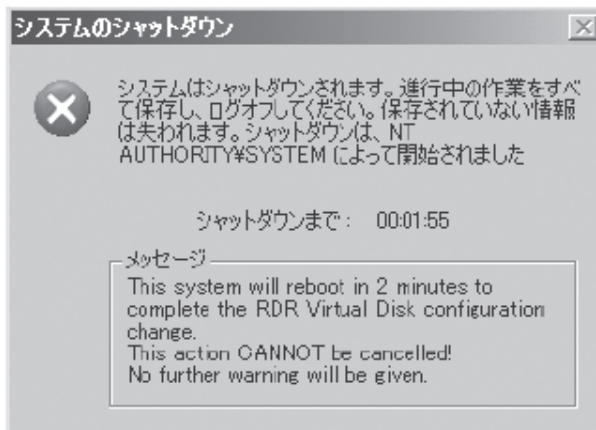 システムのシャットダウン
システムはシャットダウンされます。進行中の作業をすべ
て保存し、ログオフしてください。保存されていない情報
は失われます。シャットダウンは、NT
AUTHORITY¥SYSTEM によって開始されました
シャットダウンまで： 00:01:55
メッセージ
This system will reboot in 2 minutes to
complete the RDR Virtual Disk configuration
change.
This action CANNOT be cancelled!
No further warning will be given.